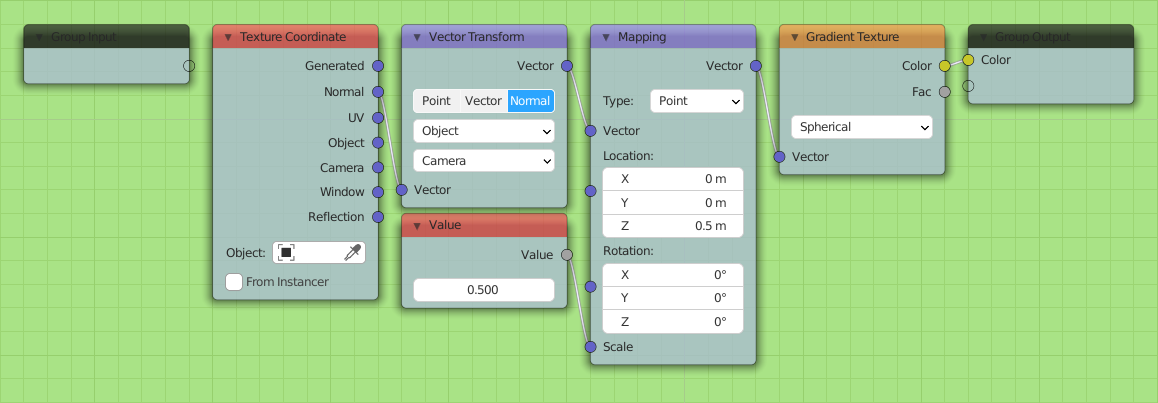 Group Input
Texture Coordinate
Generated
Normal
UV
Object
Camera
Window
Reflection
Object:
From Instancer
Vector Transform
Vector
Point Vector Normal
Object
Camera
Vector
Value
Value
0.500
Mapping
Vector
Type: Point
Vector
Location:
X 0 m
Y 0 m
Z 0.5 m
Rotation:
X 0°
Y 0°
Z 0°
Scale
Gradient Texture
Color
Fac
Spherical
Vector
Group Output
Color